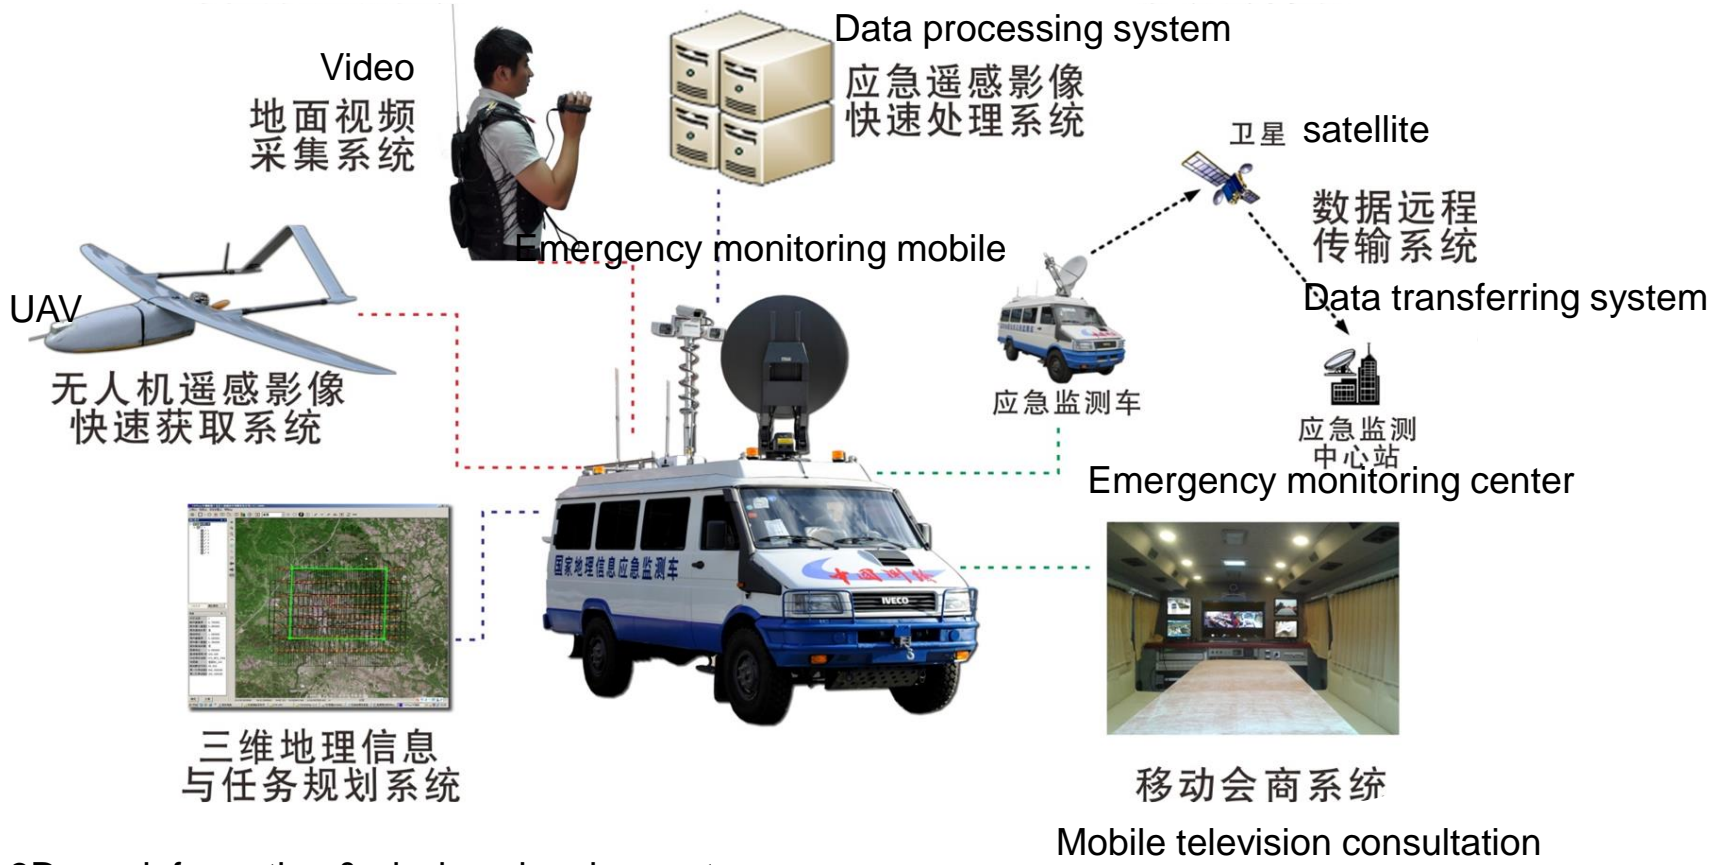 Data processing system
应急遥感影像
快速处理系统
Video
地面视频
采集系统
卫星 satellite
数据远程
传输系统
Emergency monitoring mobile
Data transferring system
UAV
无人机遥感影像
快速获取系统
应急监测车
应急监测
中心站
Emergency monitoring center
国家地理信息应急监测车
中国测绘
IVECO
三维地理信息
与任务规划系统
移动会商系统
Mobile television consultation